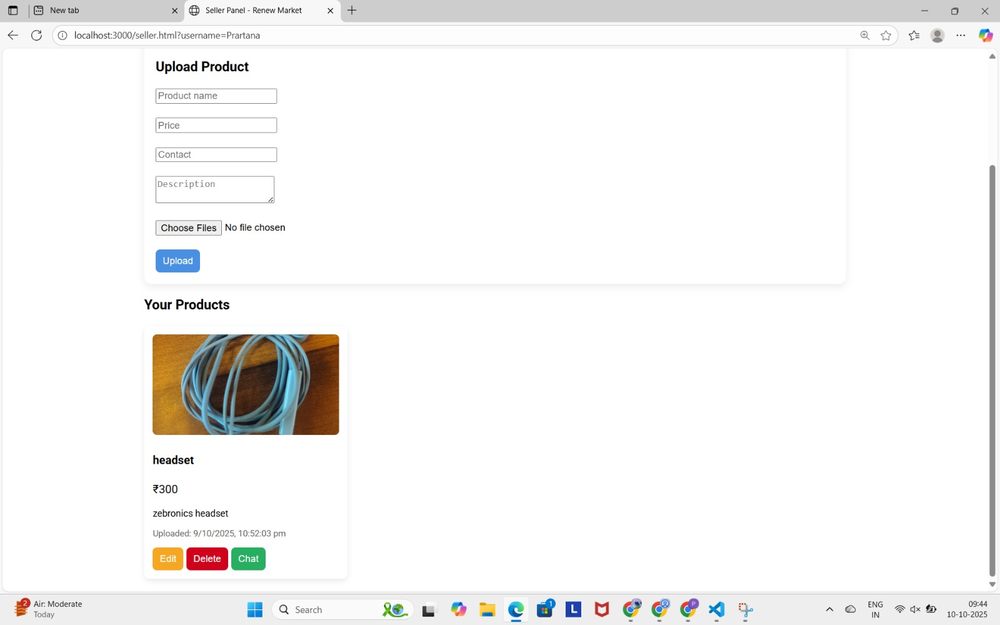 New tab
Seller Panel - Renew Market
localhost:3000/seller.html?username=Prartana
Upload Product
Product name
Price
Contact
Description
Choose Files No file chosen
Upload
Your Products
headset
₹300
zebronics headset
Uploaded: 9/10/2025, 10:52:03 pm
Edit Delete Chat
2
Air: Moderate
Today
Search
1
L
P
ENG
IN
09:44
10-10-2025